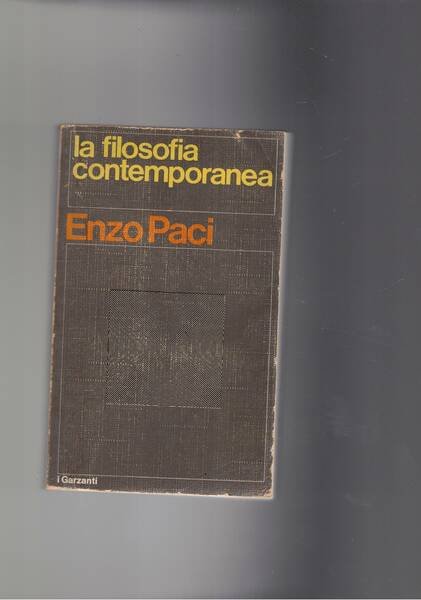 la filosofia
contemporanea
Enzo Paci
i Garzanti